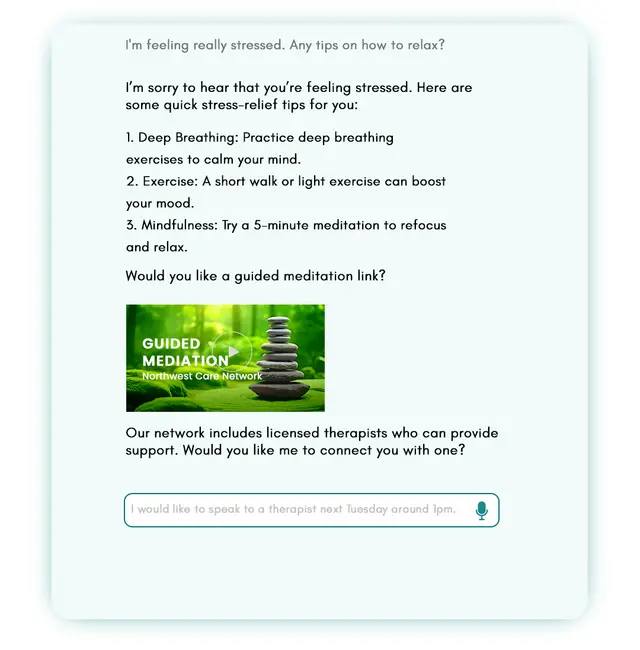 I'm feeling really stressed. Any tips on how to relax?
I'm sorry to hear that you're feeling stressed. Here are
some quick stress-relief tips for you:
1. Deep Breathing: Practice deep breathing
exercises to calm your mind.
2. Exercise: A short walk or light exercise can boost
your mood.
3. Mindfulness: Try a 5-minute meditation to refocus
and relax.
Would you like a guided meditation link?
GUIDED
MEDIATION
Northwest Care Network
Our network includes licensed therapists who can provide
support. Would you like me to connect you with one?
I would like to speak to a therapist next Tuesday around 1pm.